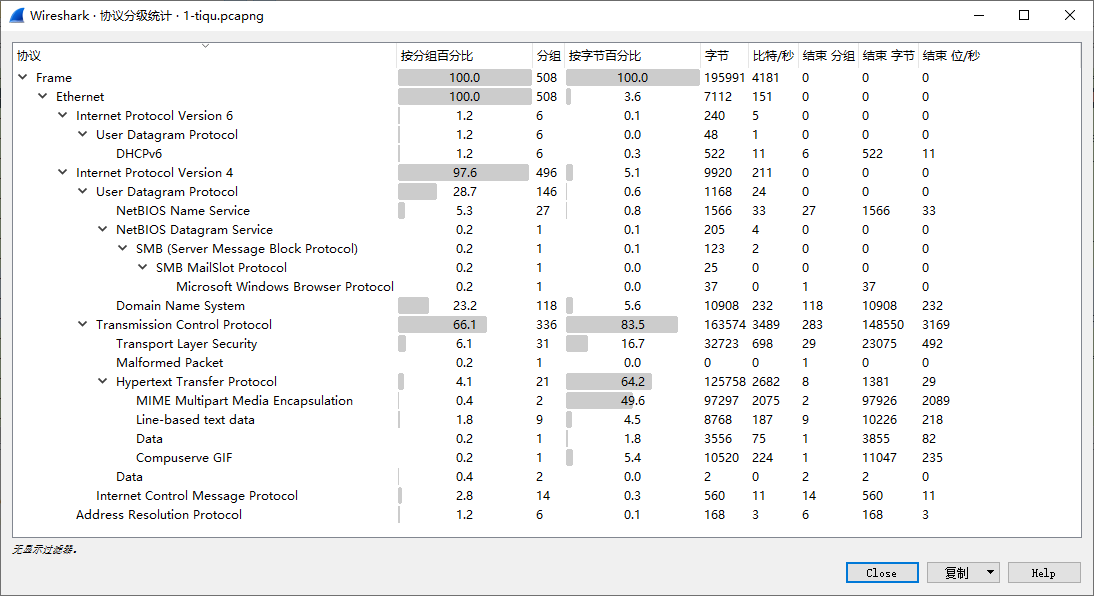 Wireshark · 协议分级统计 · 1-tiqu.pcapng
协议 按分组百分比 分组 按字节百分比 字节 比特/秒 结束 分组 结束 字节 结束 位/秒
Frame 100.0 508 100.0 195991 4181 0 0 0
Ethernet 100.0 508 3.6 7112 151 0 0 0
Internet Protocol Version 6 1.2 6 0.1 240 5 0 0 0
User Datagram Protocol 1.2 6 0.0 48 1 0 0 0
DHCPv6 1.2 6 0.3 522 11 6 522 11
Internet Protocol Version 4 97.6 496 5.1 9920 211 0 0 0
User Datagram Protocol 28.7 146 0.6 1168 24 0 0 0
NetBIOS Name Service 5.3 27 0.8 1566 33 27 1566 33
NetBIOS Datagram Service 0.2 1 0.1 205 4 0 0 0
SMB (Server Message Block Protocol) 0.2 1 0.1 123 2 0 0 0
SMB MailSlot Protocol 0.2 1 0.0 25 0 0 0 0
Microsoft Windows Browser Protocol 0.2 1 0.0 37 0 1 37 0
Domain Name System 23.2 118 5.6 10908 232 118 10908 232
Transmission Control Protocol 66.1 336 83.5 163574 3489 283 148550 3169
Transport Layer Security 6.1 31 16.7 32723 698 29 23075 492
Malformed Packet 0.2 1 0.0 0 0 1 0 0
Hypertext Transfer Protocol 4.1 21 64.2 125758 2682 8 1381 29
MIME Multipart Media Encapsulation 0.4 2 49.6 97297 2075 2 97926 2089
Line-based text data 1.8 9 4.5 8768 187 9 10226 218
Data 0.2 1 1.8 3556 75 1 3855 82
Compuserve GIF 0.2 1 5.4 10520 224 1 11047 235
Data 0.4 2 0.0 2 0 2 2 0
Internet Control Message Protocol 2.8 14 0.3 560 11 14 560 11
Address Resolution Protocol 1.2 6 0.1 168 3 6 168 3
无显示过滤器。
Close 复制 Help